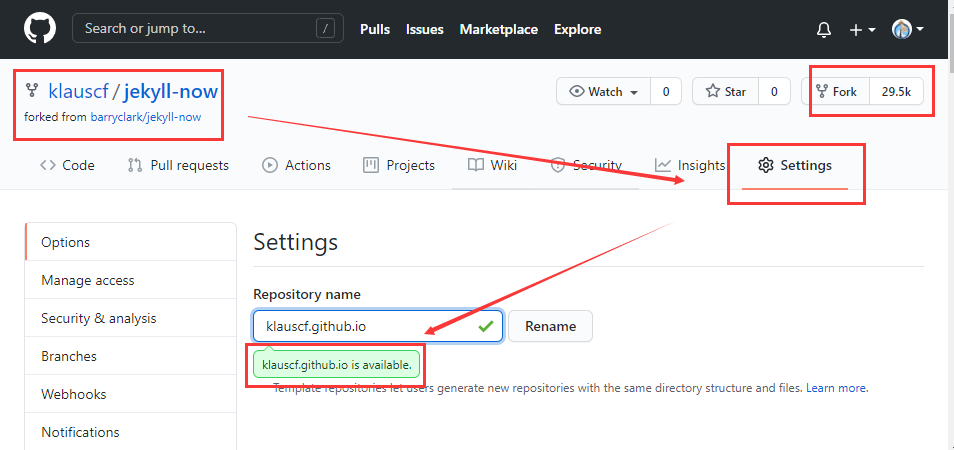 Search or jump to... /
Pulls Issues Marketplace Explore
klauscf / jekyll-now
forked from barryclark/jekyll-now
Watch 0 Star 0 Fork 29.5k
Code Pull requests Actions Projects Wiki Security Insights Settings
Options
Manage access
Security & analysis
Branches
Webhooks
Notifications
Settings
Repository name
klauscf.github.io Rename
klauscf.github.io is available.
Template repositories let users generate new repositories with the same directory structure and files. Learn more.